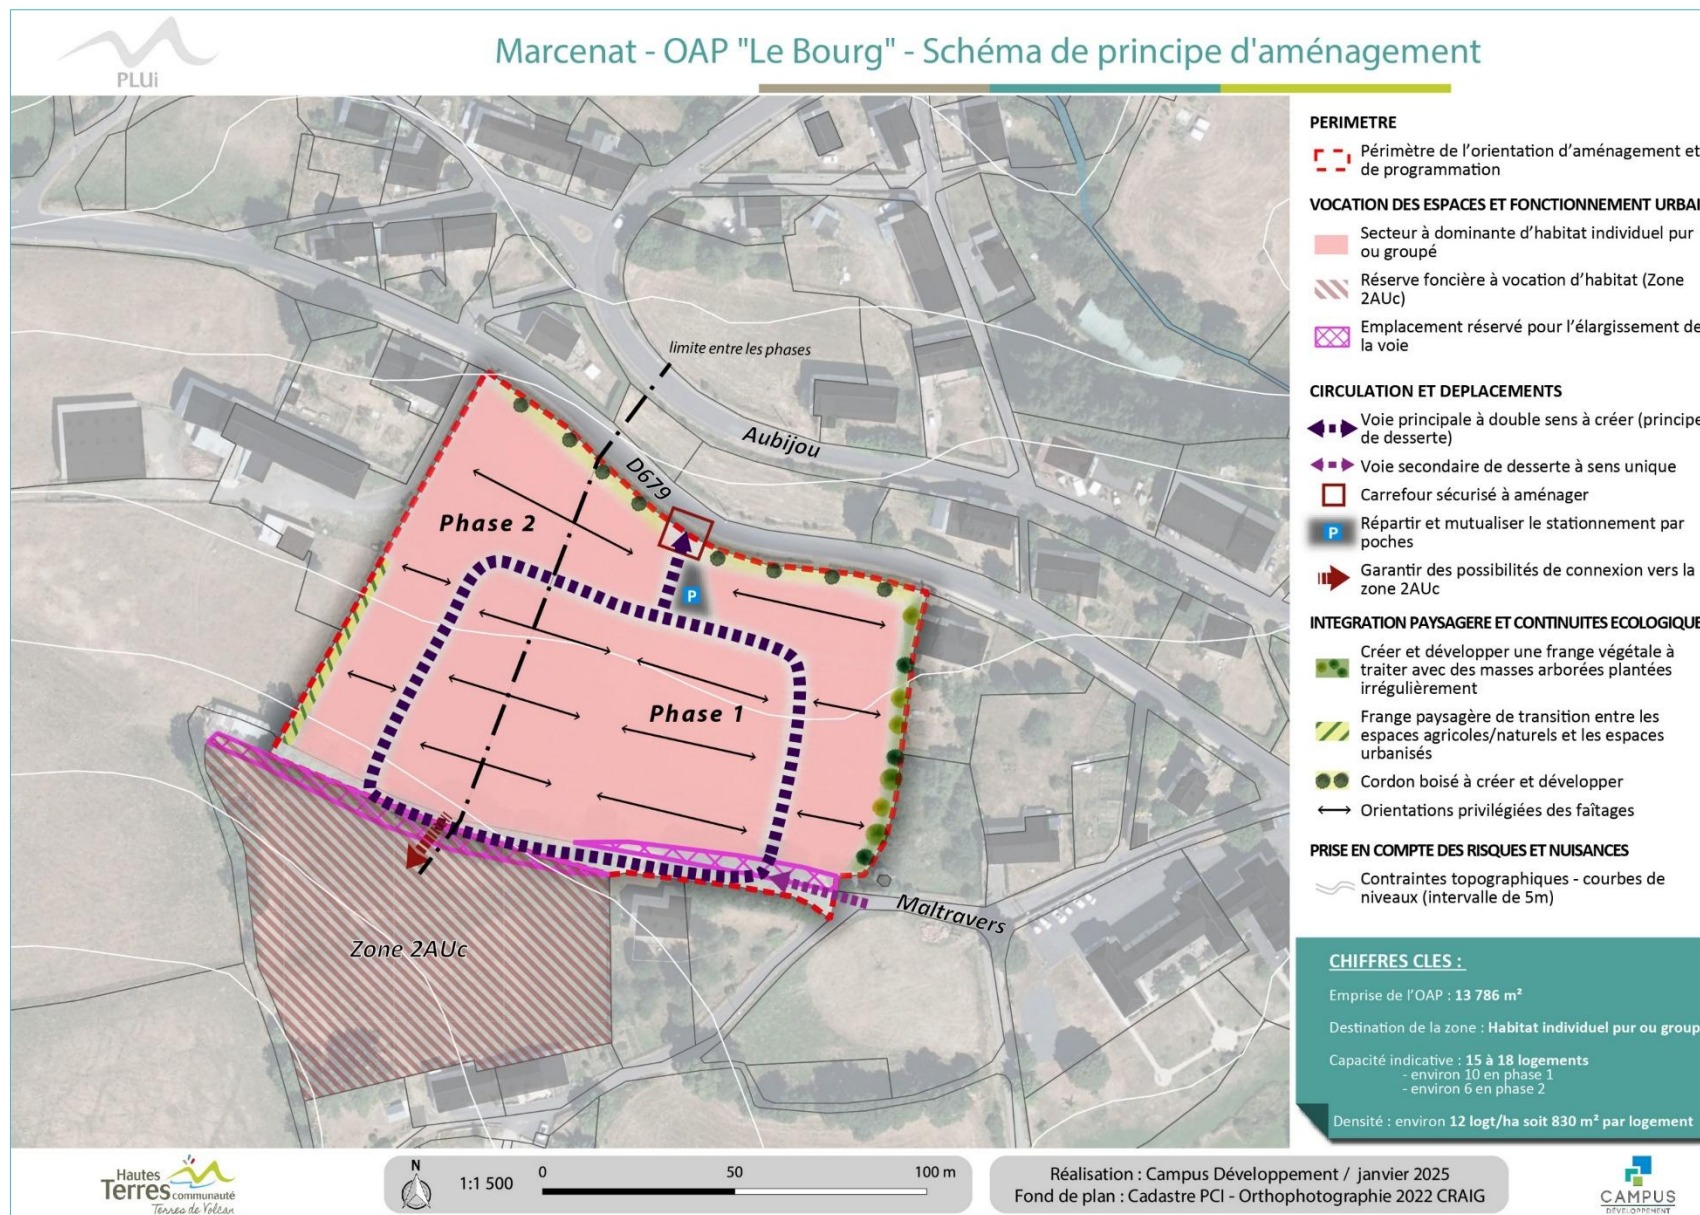 PLUi
Marcenat - OAP "Le Bourg" - Schéma de principe d'aménagement
limite entre les phases
Aubijou
D679
Phase 2
P
Phase 1
Maltravers
Zone 2AUc
PERIMETRE
Périmètre de l'orientation d'aménagement et
de programmation
VOCATION DES ESPACES ET FONCTIONNEMENT URBAI
Secteur à dominante d'habitat individuel pur
ou groupé
Réserve foncière à vocation d'habitat (Zone
2AUc)
Emplacement réservé pour l'élargissement de
la voie
CIRCULATION ET DEPLACEMENTS
Voie principale à double sens à créer (principe
de desserte)
Voie secondaire de desserte à sens unique
Carrefour sécurisé à aménager
P
Répartir et mutualiser le stationnement par
poches
Garantir des possibilités de connexion vers la
zone 2AUc
INTEGRATION PAYSAGERE ET CONTINUITES ECOLOGIQUE
Créer et développer une frange végétale à
traiter avec des masses arborées plantées
irrégulièrement
Frange paysagère de transition entre les
espaces agricoles/naturels et les espaces
urbanisés
Cordon boisé à créer et développer
Orientations privilégiées des faîtages
PRISE EN COMPTE DES RISQUES ET NUISANCES
Contraintes topographiques - courbes de
niveaux (intervalle de 5m)
CHIFFRES CLES :
Emprise de l'OAP : 13 786 m²
Destination de la zone : Habitat individuel pur ou group
Capacité indicative : 15 à 18 logements
- environ 10 en phase 1
- environ 6 en phase 2
Densité : environ 12 logt/ha soit 830 m² par logement
Hautes
Terres communauté
Terres de Volcan
N
1:1 500
0 50 100 m
Réalisation : Campus Développement / janvier 2025
Fond de plan : Cadastre PCI - Orthophotographie 2022 CRAIG
CAMPUS
DÉVELOPPEMENT